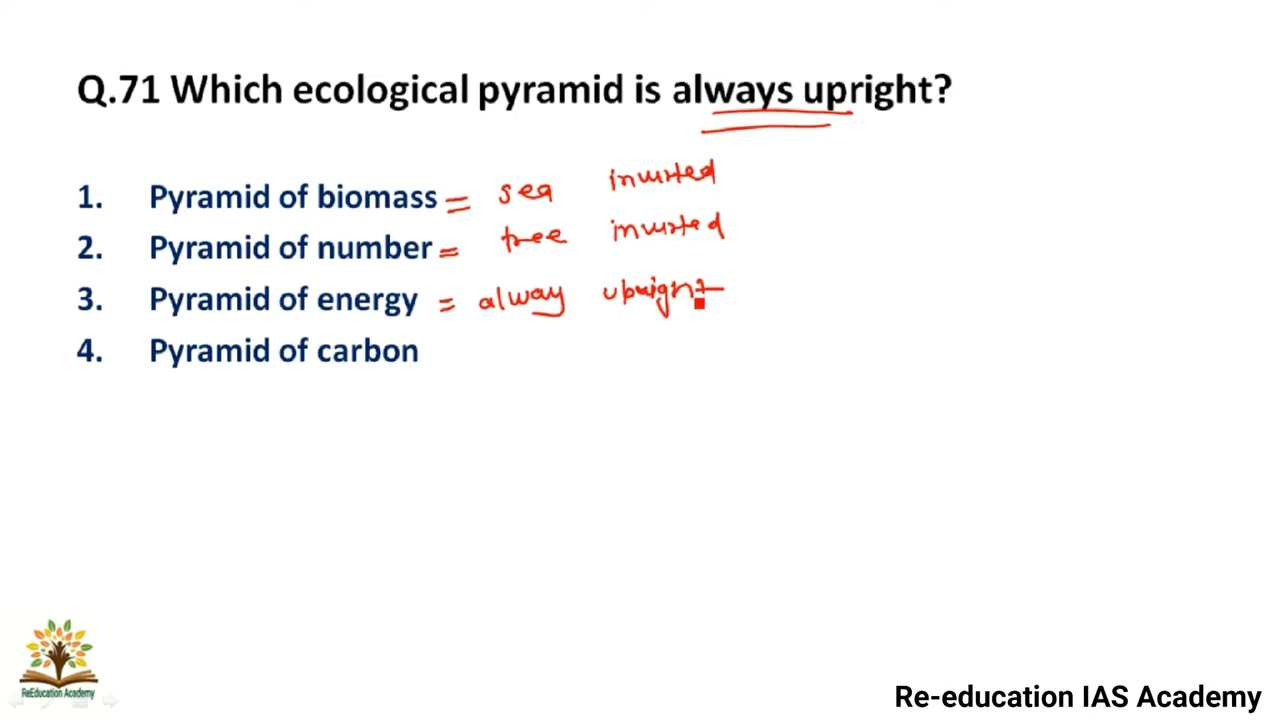 Q.71 Which ecological pyramid is always upright?
1. Pyramid of biomass = sea inverted
2. Pyramid of number = tree inverted
3. Pyramid of energy = alway upright
4. Pyramid of carbon
ReEducation Academy
Re-education IAS Academy